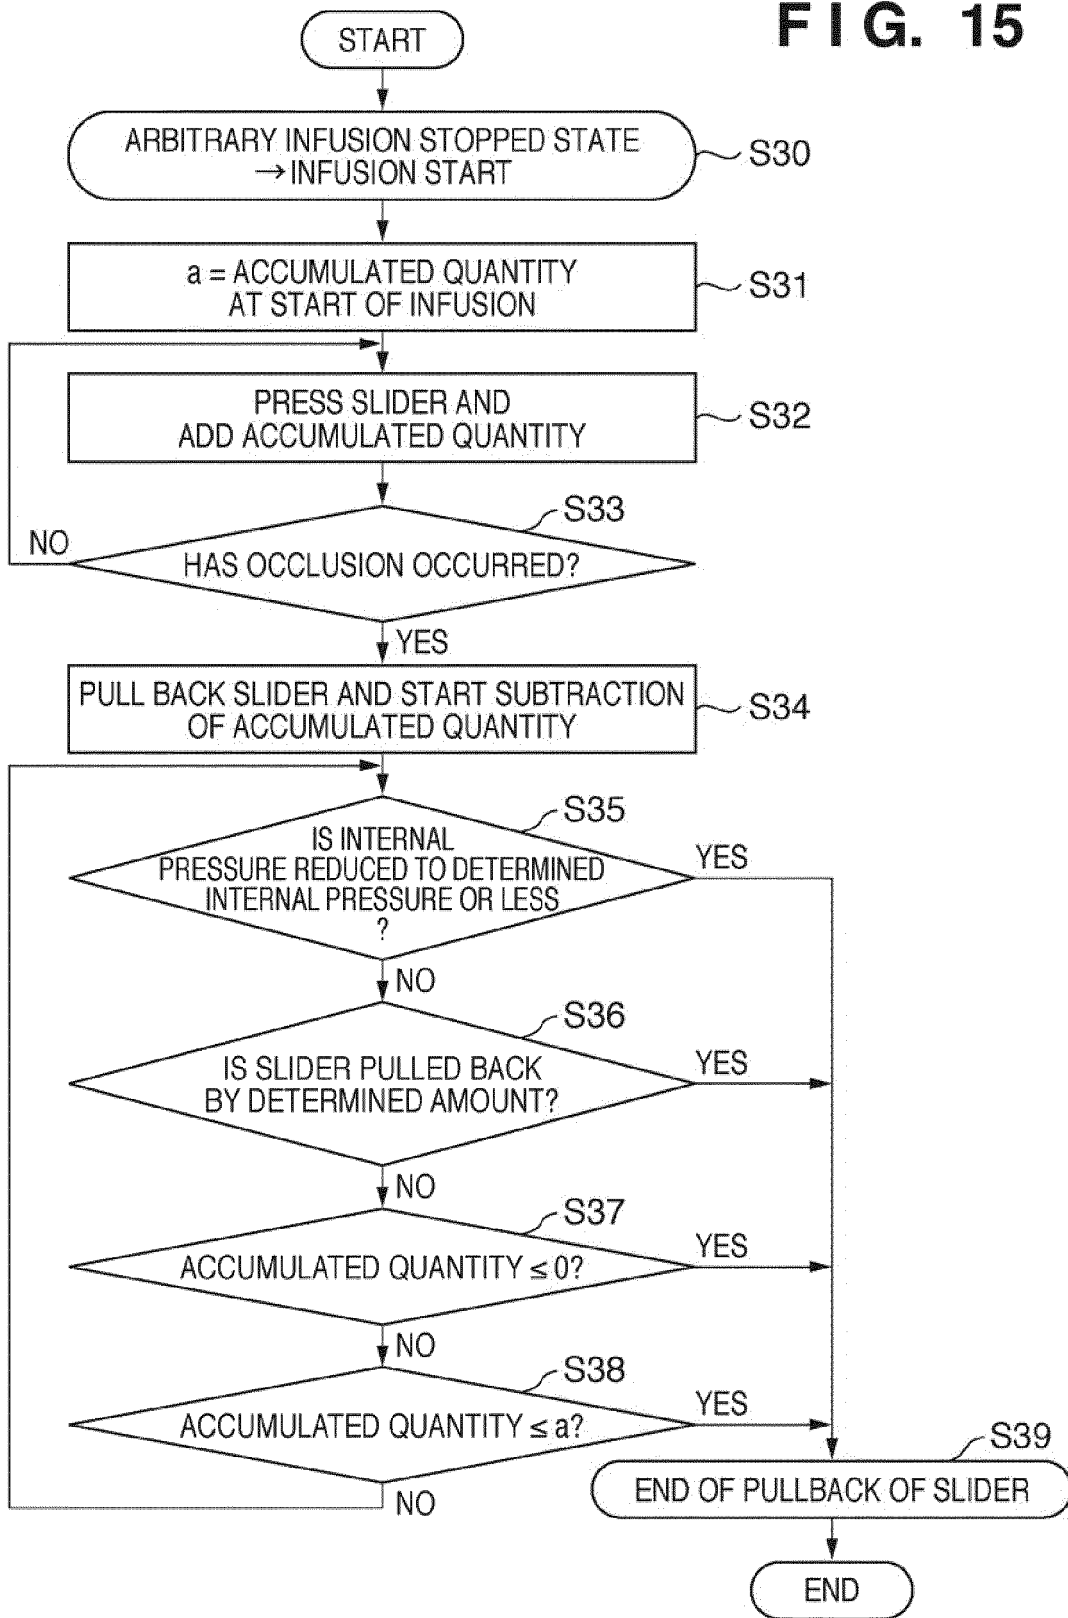 FIG. 15
START
ARBITRARY INFUSION STOPPED STATE
→ INFUSION START
S30
a = ACCUMULATED QUANTITY
AT START OF INFUSION
S31
PRESS SLIDER AND
ADD ACCUMULATED QUANTITY
S32
S33
HAS OCCLUSION OCCURRED?
NO
YES
PULL BACK SLIDER AND START SUBTRACTION
OF ACCUMULATED QUANTITY
S34
S35
IS INTERNAL
PRESSURE REDUCED TO DETERMINED
INTERNAL PRESSURE OR LESS
?
YES
NO
S36
IS SLIDER PULLED BACK
BY DETERMINED AMOUNT?
YES
NO
S37
ACCUMULATED QUANTITY ≤ 0?
YES
NO
S38
ACCUMULATED QUANTITY ≤ a?
YES
NO
S39
END OF PULLBACK OF SLIDER
END